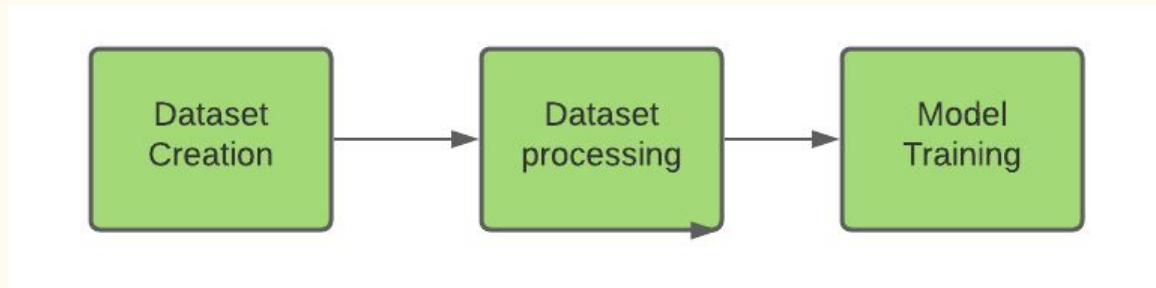 Dataset
Creation
Dataset
processing
Model
Training